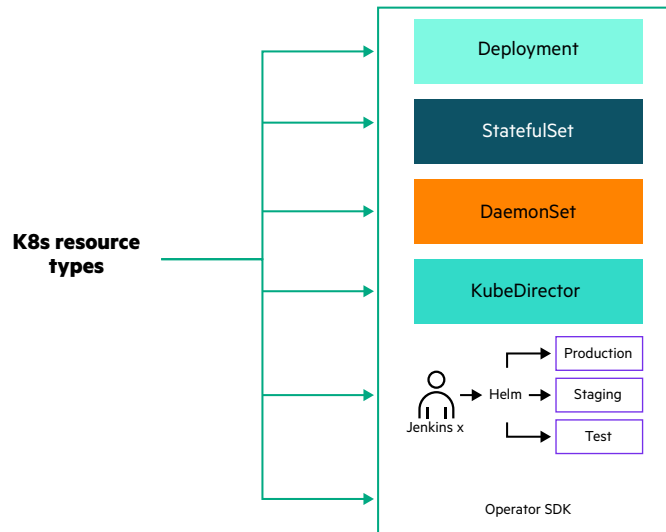 Deployment
StatefulSet
DaemonSet
K8s resource
types
KubeDirector
Production
Helm
Staging
Jenkins x
Test
Operator SDK